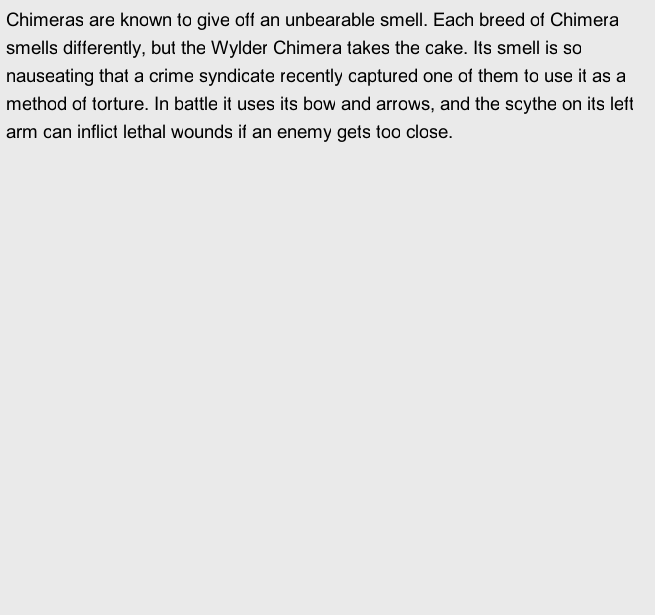 Chimeras are known to give off an unbearable smell. Each breed of Chimera
smells differently, but the Wylder Chimera takes the cake. Its smell is so
nauseating that a crime syndicate recently captured one of them to use it as a
method of torture. In battle it uses its bow and arrows, and the scythe on its left
arm can inflict lethal wounds if an enemy gets too close.